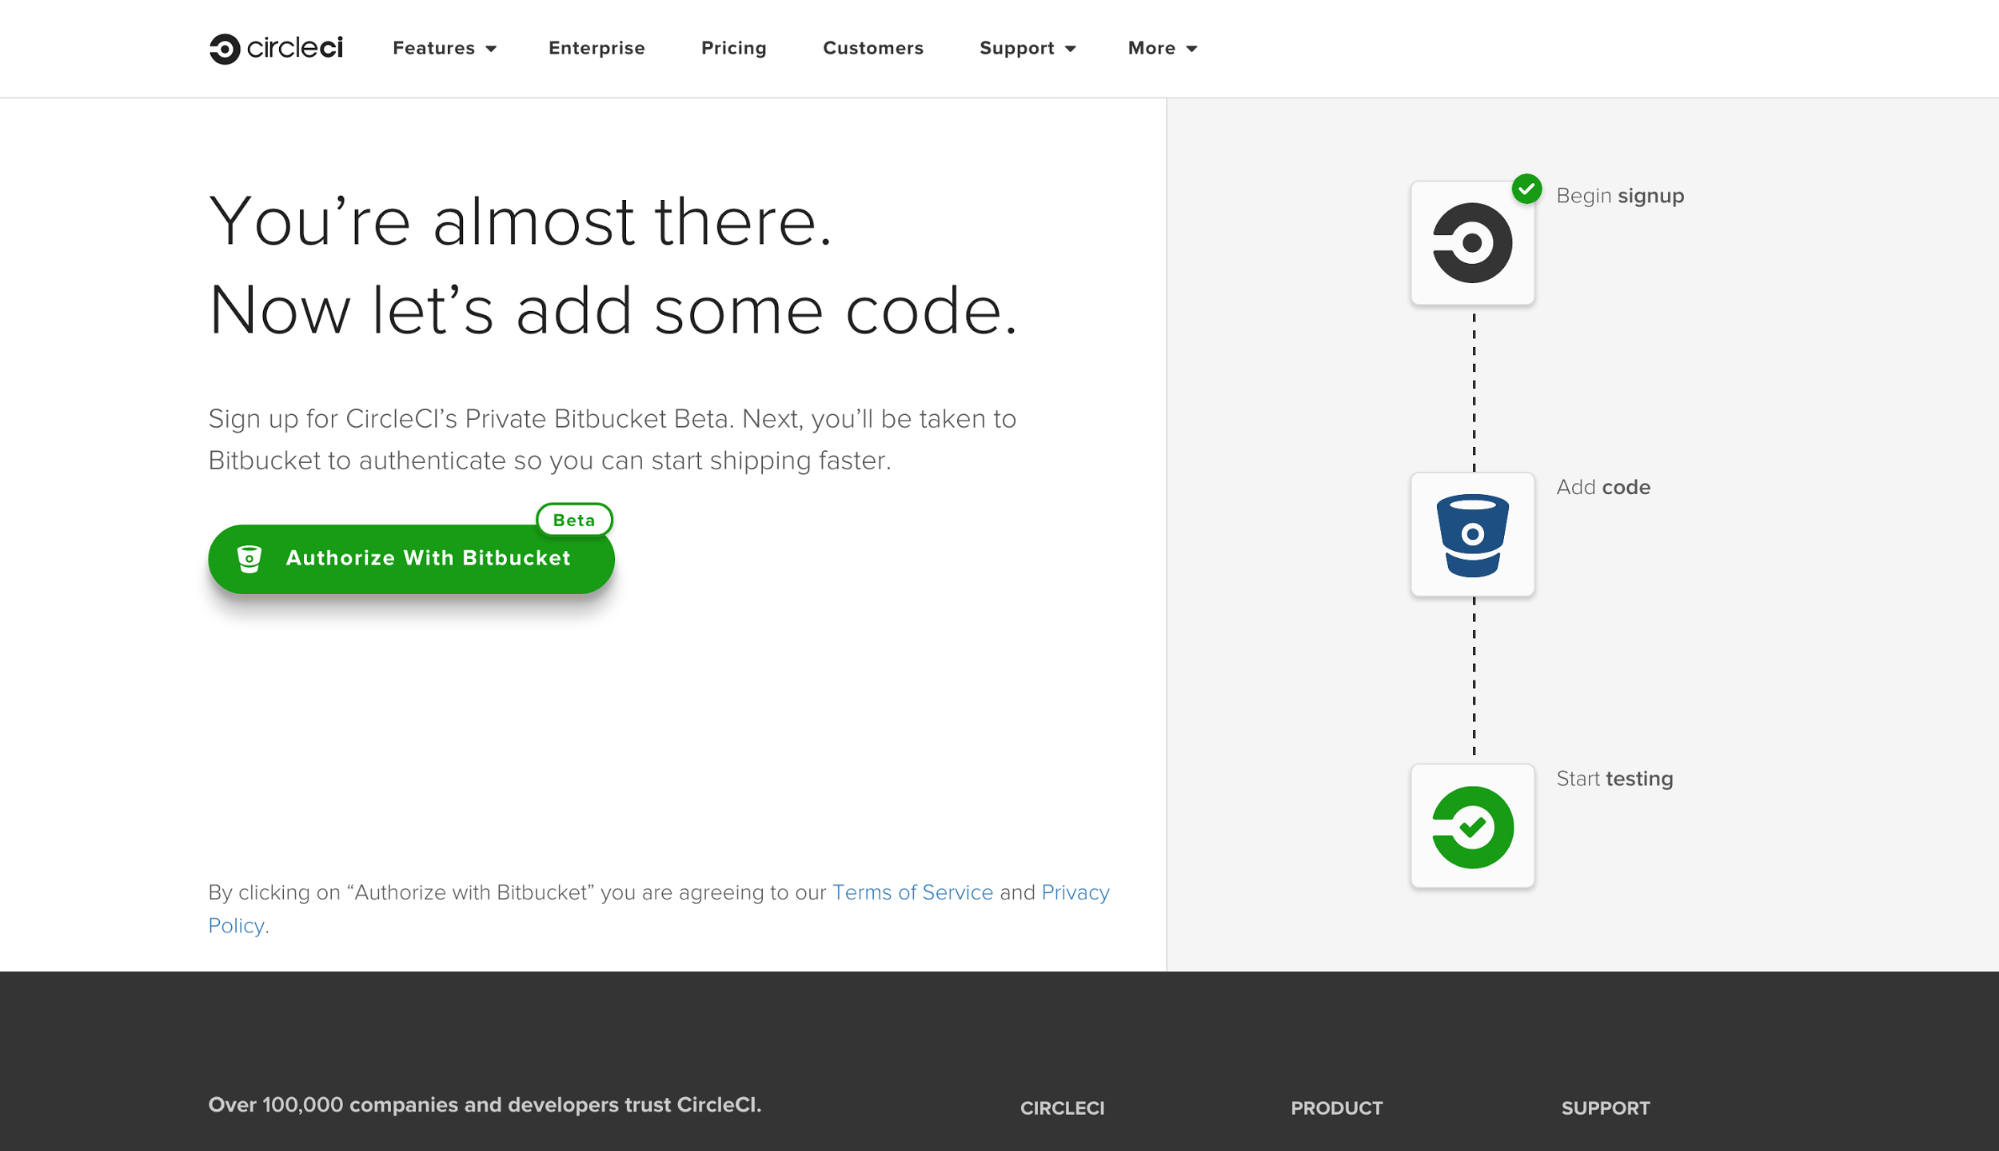 circleci Features Enterprise Pricing Customers Support More
You’re almost there.
Now let’s add some code.
Sign up for CircleCI’s Private Bitbucket Beta. Next, you’ll be taken to
Bitbucket to authenticate so you can start shipping faster.
Beta
Authorize With Bitbucket
By clicking on “Authorize with Bitbucket” you are agreeing to our Terms of Service and Privacy
Policy.
Begin signup
Add code
Start testing
Over 100,000 companies and developers trust CircleCI.
CIRCLECI
PRODUCT
SUPPORT